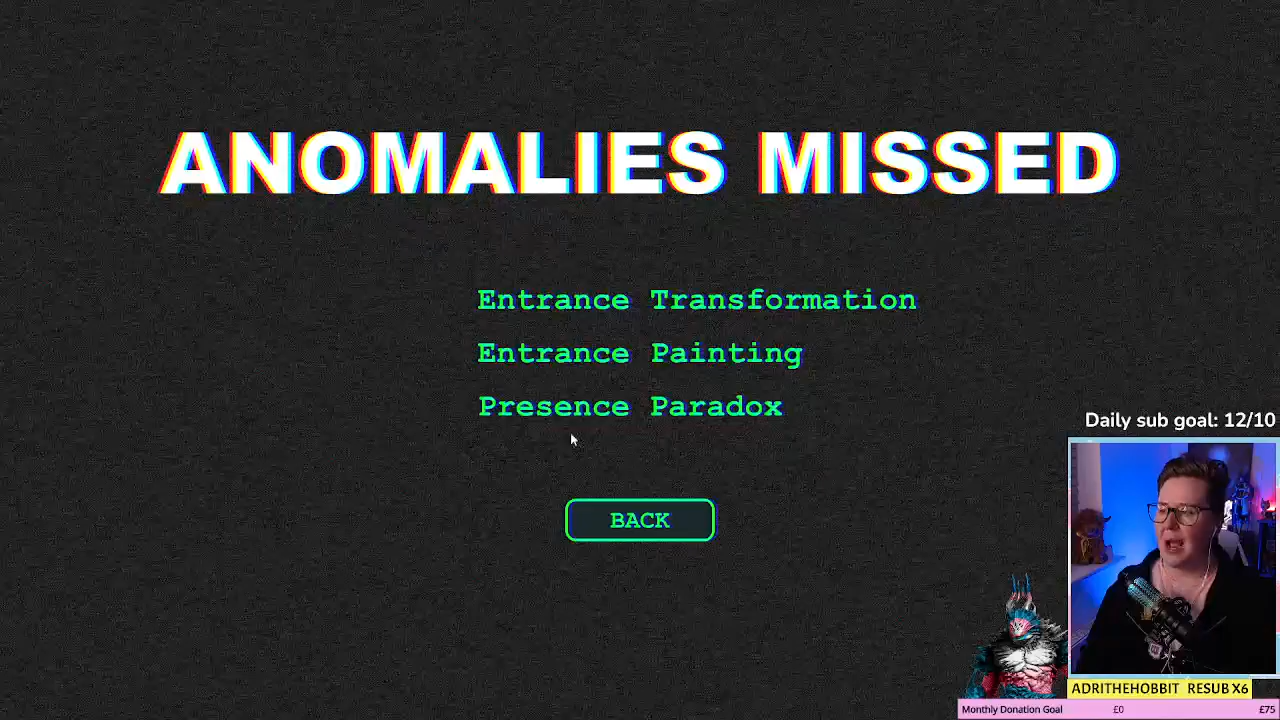 ANOMALIES MISSED
Entrance Transformation
Entrance Painting
Presence Paradox
BACK
Daily sub goal: 12/10
ADRITHEHOBBIT RESUB X6
Monthly Donation Goal £0 £75